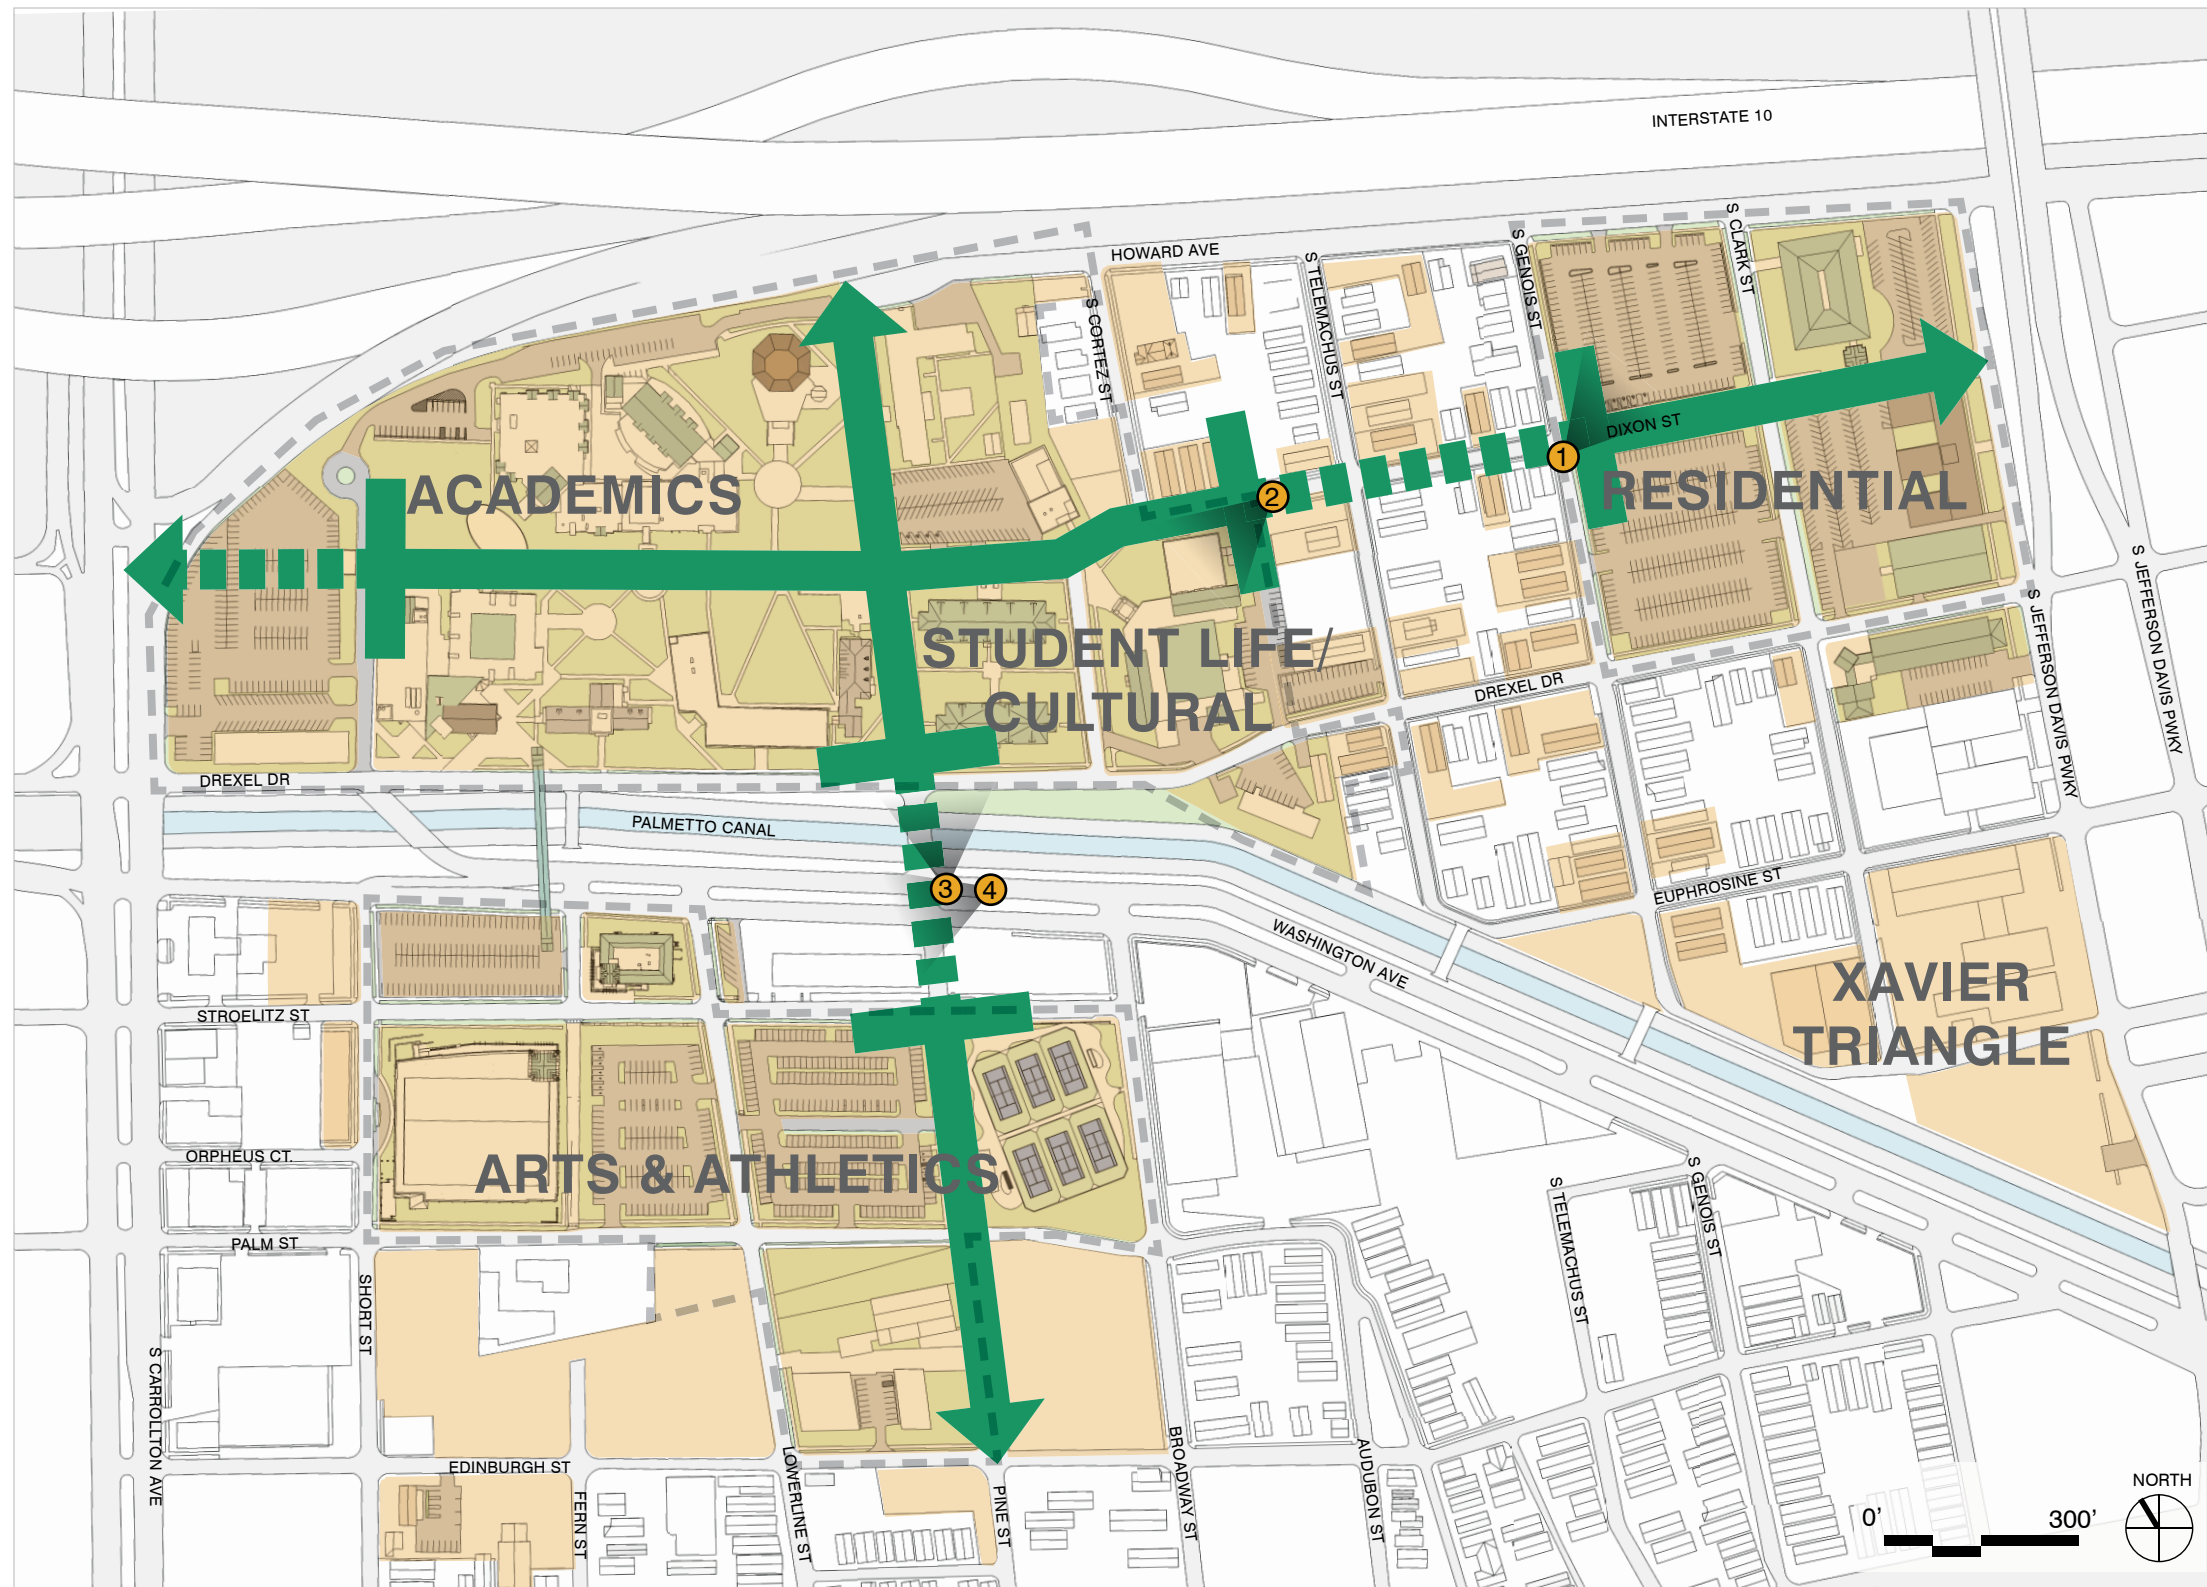 INTERSTATE 10
HOWARD AVE
S CORTEZ ST
S TELEMACHUS ST
S GENOIS ST
S CLARK ST
DIXON ST
1
2
ACADEMICS
RESIDENTIAL
STUDENT LIFE/
CULTURAL
DREXEL DR
S JEFFERSON DAVIS PWKY
S JEFFERSON DAVIS PWKY
DREXEL DR
PALMETTO CANAL
3
4
EUPHROSINE ST
WASHINGTON AVE
XAVIER
TRIANGLE
STROELITZ ST
ORPHEUS CT.
ARTS & ATHLETICS
PALM ST
SHORT ST
S CARROLLTON AVE
S TELEMACHUS ST
S GENOIS ST
EDINBURGH ST
FERN ST
LOWERLINE ST
PINE ST
BROADWAY ST
AUDUBON ST
NORTH
0' 300'